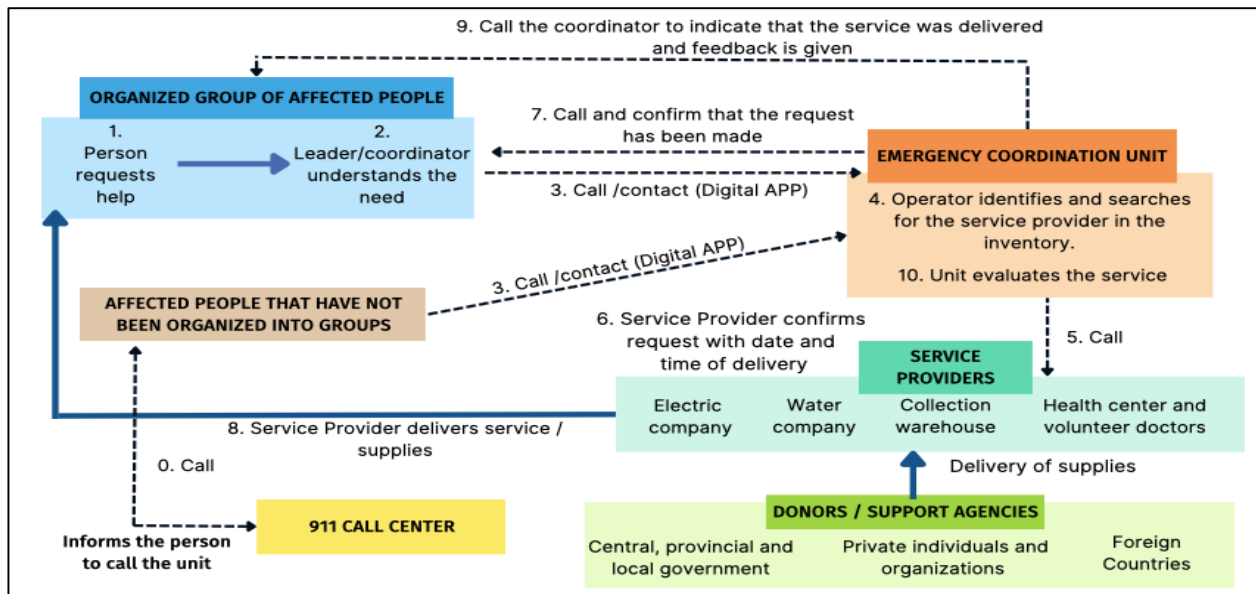 9. Call the coordinator to indicate that the service was delivered
and feedback is given
ORGANIZED GROUP OF AFFECTED PEOPLE
1.
Person
requests
help
2.
Leader/coordinator
understands the
need
7. Call and confirm that the request
has been made
3. Call /contact (Digital APP)
EMERGENCY COORDINATION UNIT
4. Operator identifies and searches
for the service provider in the
inventory.
10. Unit evaluates the service
3. Call /contact (Digital APP)
AFFECTED PEOPLE THAT HAVE NOT
BEEN ORGANIZED INTO GROUPS
6. Service Provider confirms
request with date and
time of delivery
5. Call
SERVICE
PROVIDERS
Electric
company
Water
company
Collection
warehouse
Health center and
volunteer doctors
8. Service Provider delivers service /
supplies
0. Call
Delivery of supplies
911 CALL CENTER
Informs the person
to call the unit
DONORS / SUPPORT AGENCIES
Central, provincial and
local government
Private individuals and
organizations
Foreign
Countries